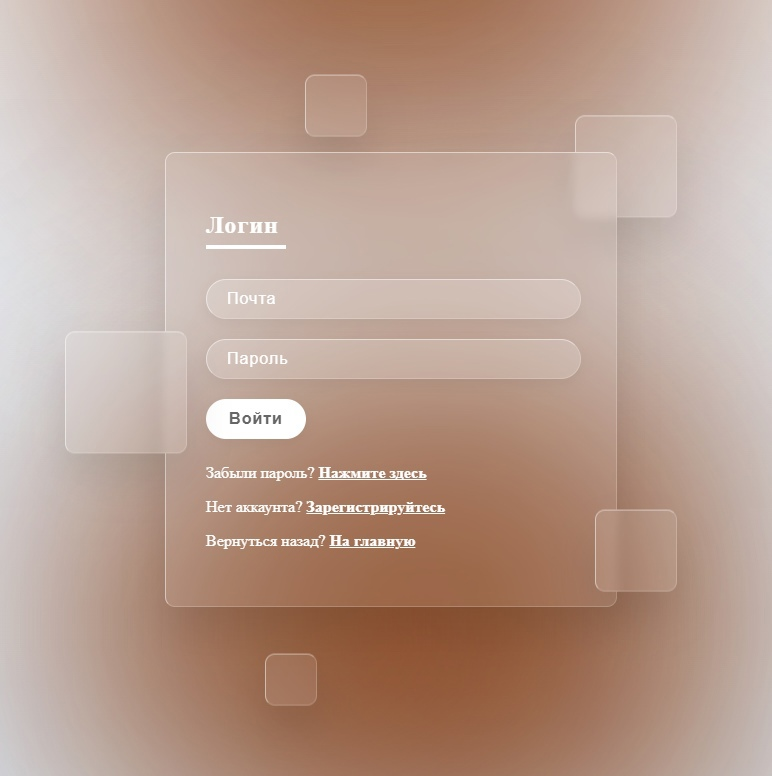 Логин
Почта
Пароль
Войти
Забыли пароль? Нажмите здесь
Нет аккаунта? Зарегистрируйтесь
Вернуться назад? На главную